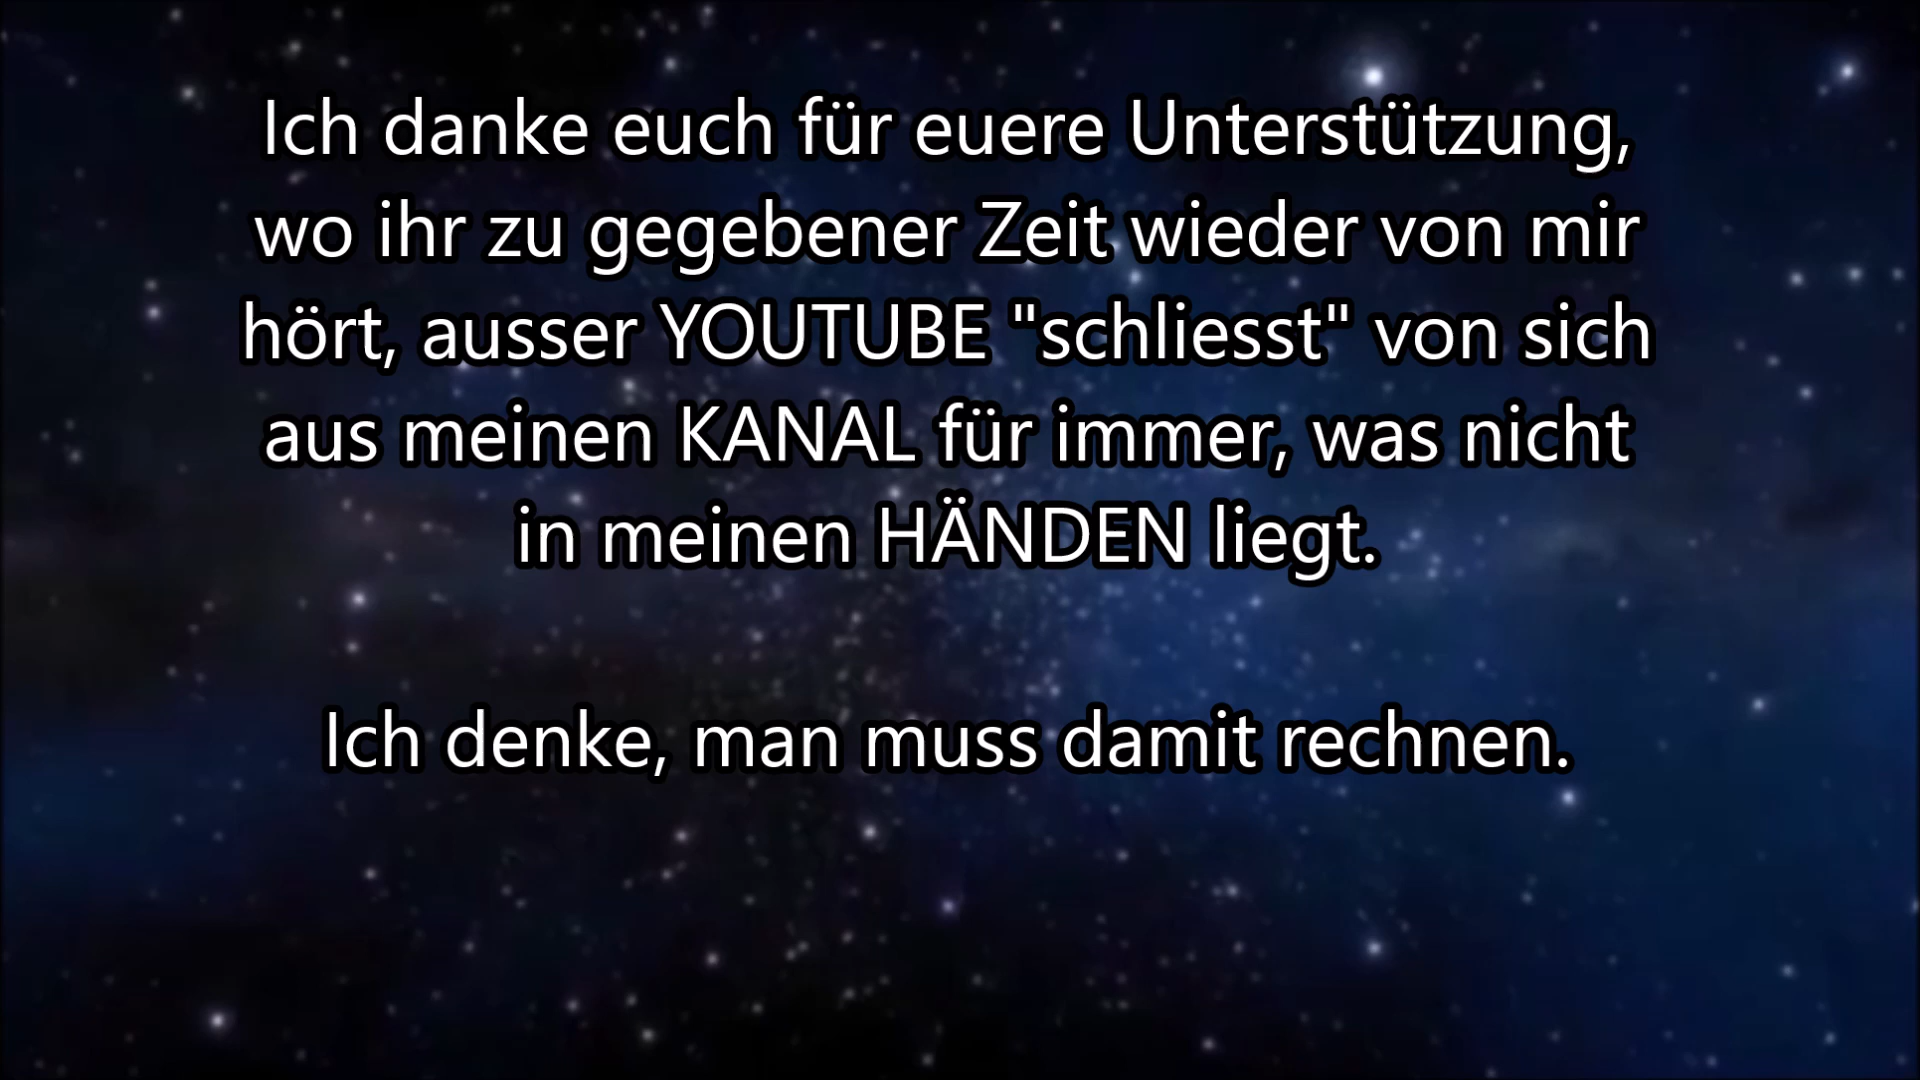 Ich danke euch für euere Unterstützung,
wo ihr zu gegebener Zeit wieder von mir
hört, ausser YOUTUBE "schliesst" von sich
aus meinen KANAL für immer, was nicht
in meinen HÄNDEN liegt.
Ich denke, man muss damit rechnen.